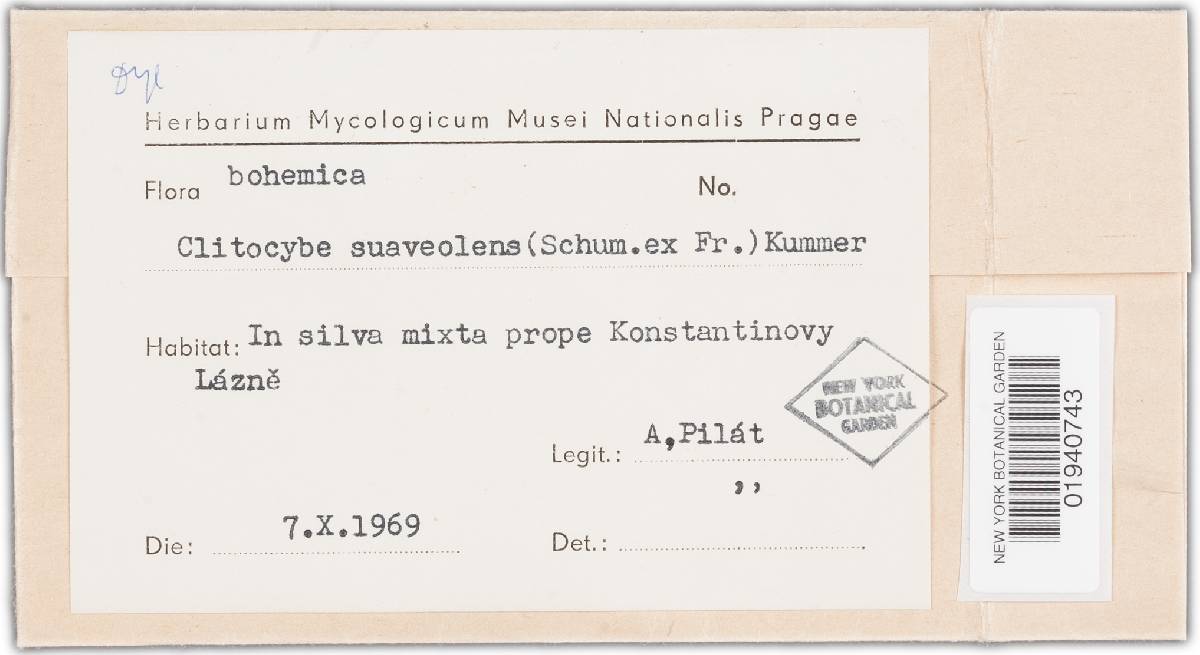 Herbarium Mycologicum Musei Nationalis Pragae
Flora bohemica No.
Clitocybe suaveolens(Schum.ex Fr.)Kummer
Habitat: In silva mixta prope Konstantinovy
Lázně
NEW YORK
BOTANICAL
GARDEN
Legit.: A,Pilát
,,
Die: 7.X.1969 Det.:
NEW YORK BOTANICAL GARDEN
01940743